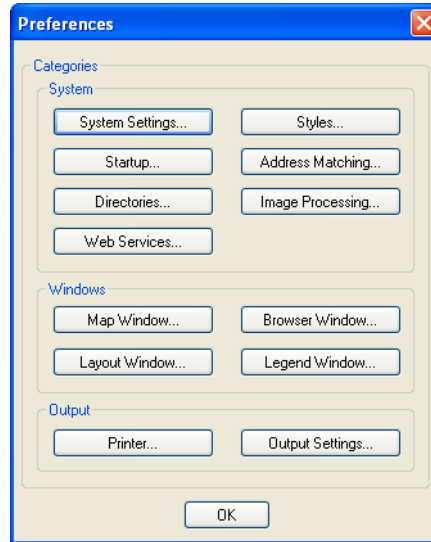 Preferences
Categories
System
System Settings... Styles...
Startup... Address Matching...
Directories... Image Processing...
Web Services...
Windows
Map Window... Browser Window...
Layout Window... Legend Window...
Output
Printer... Output Settings...
OK